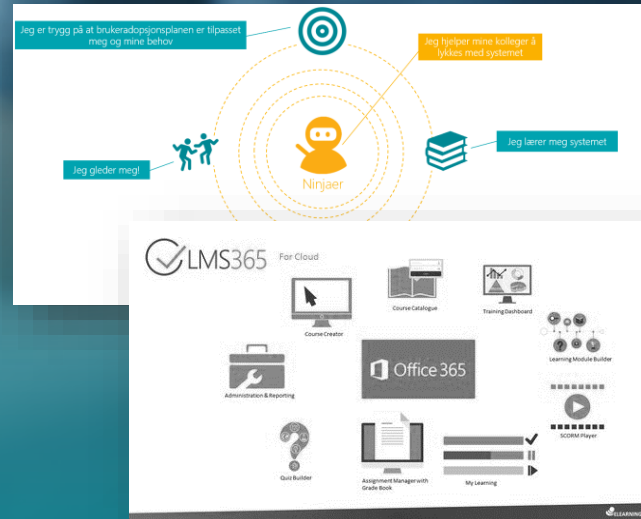 Jeg er trygg på at brukeradopsjonsplanen er tilpasset
meg og mine behov
Jeg hjelper mine kolleger å
lykkes med systemet
Jeg gleder meg!
Ninjaer
Jeg lærer meg systemet
LMS365 For Cloud
Course Creator
Course Catalogue
Training Dashboard
Learning Module Builder
Administration & Reporting
Office 365
SCORM Player
Quiz Builder
Assignment Manager with
Grade Book
My Learning
ELEARNING